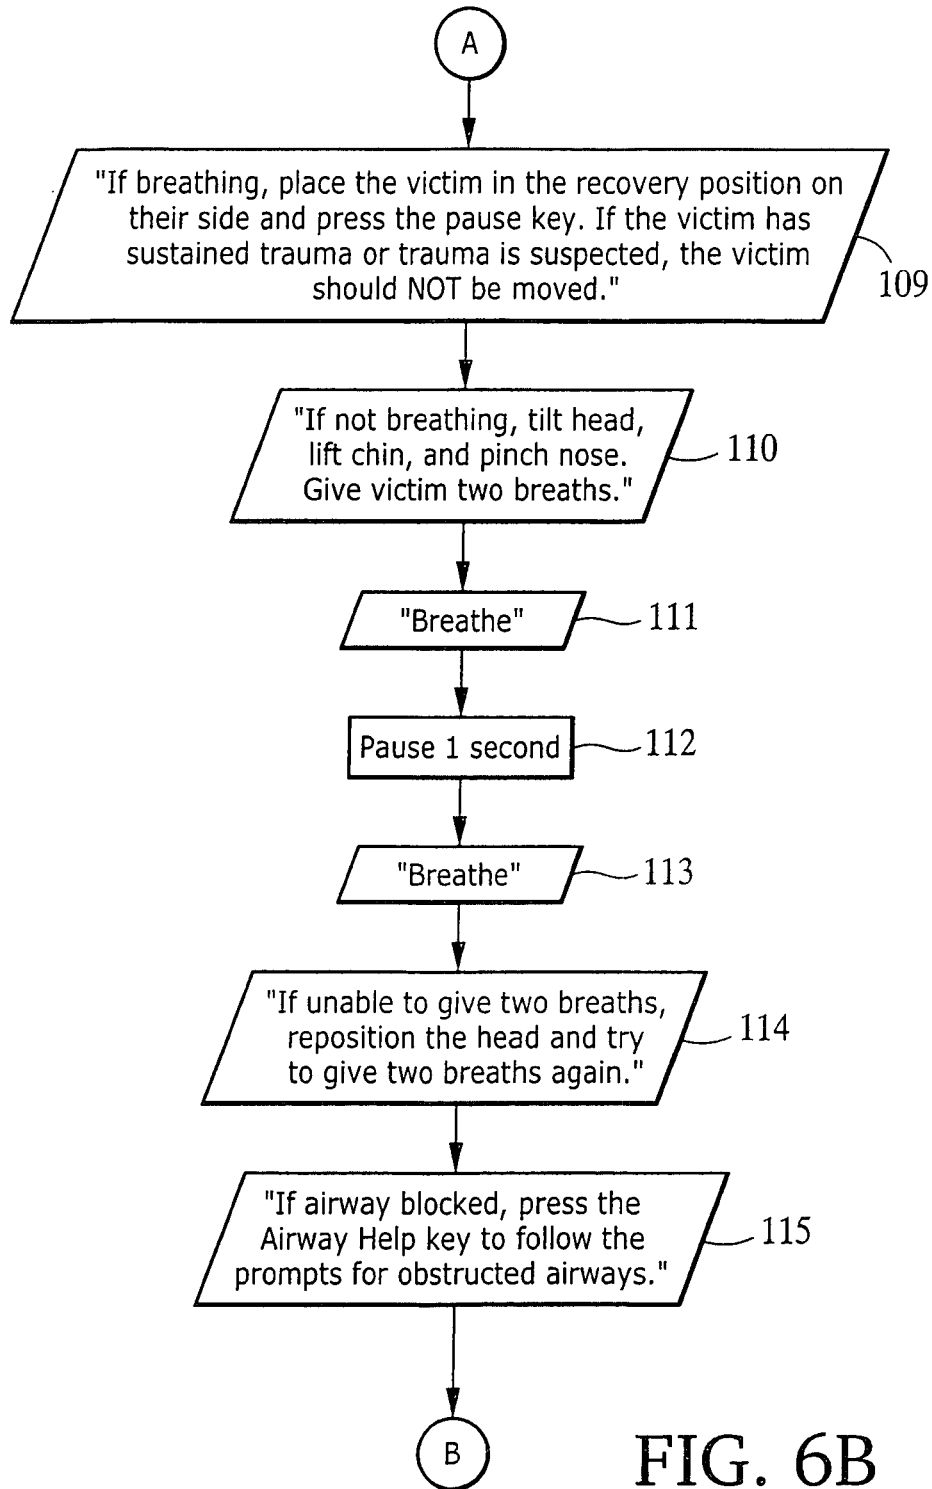 A
"If breathing, place the victim in the recovery position on
their side and press the pause key. If the victim has
sustained trauma or trauma is suspected, the victim
should NOT be moved."
109
"If not breathing, tilt head,
lift chin, and pinch nose.
Give victim two breaths."
110
"Breathe"
111
Pause 1 second
112
"Breathe"
113
"If unable to give two breaths,
reposition the head and try
to give two breaths again."
114
"If airway blocked, press the
Airway Help key to follow the
prompts for obstructed airways."
115
B
FIG. 6B